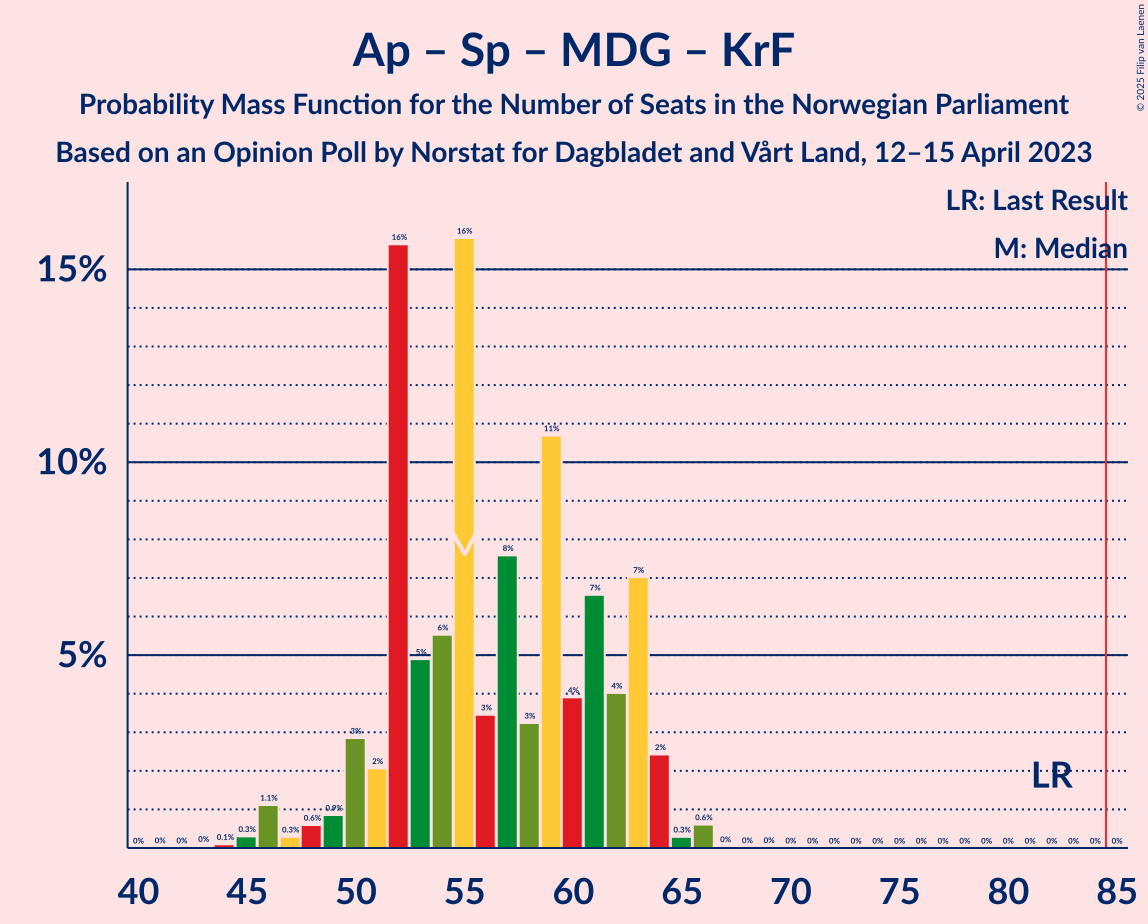 Ap – Sp – MDG – KrF
Probability Mass Function for the Number of Seats in the Norwegian Parliament
Based on an Opinion Poll by Norstat for Dagbladet and Vårt Land, 12–15 April 2023
© 2025 Filip van Laenen
LR: Last Result
M: Median
15%
10%
5%
0% 0% 0% 0% 0.1% 0.3% 1.1% 0.3% 0.6% 0.9% 3% 2% 16% 5% 6% 16% 3% 8% 3% 11% 4% 7% 4% 7% 2% 0.3% 0.6% 0% 0% 0% 0% 0% 0% 0% 0% 0% 0% 0% 0% 0% 0% 0% 0% 0% 0% 0%
M
LR
40 45 50 55 60 65 70 75 80 85